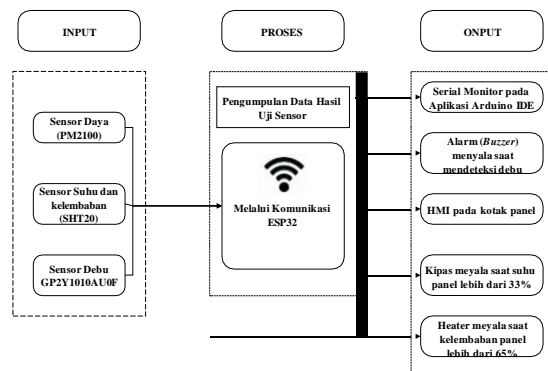 INPUT
PROSES
ONPUT
Sensor Daya
(PM2100)
Sensor Suhu dan
kelembaban
(SHT20)
Sensor Debu
GP2Y1010AU0F
Pengumpulan Data Hasil
Uji Sensor
Melalui Komunikasi
ESP32
Serial Monitor pada
Aplikasi Arduino IDE
Alarm (Buzzer)
menyala saat
mendeteksi debu
HMI pada kotak panel
Kipas meyala saat suhu
panel lebih dari 33%
Heater meyala saat
kelembaban panel
lebih dari 65%